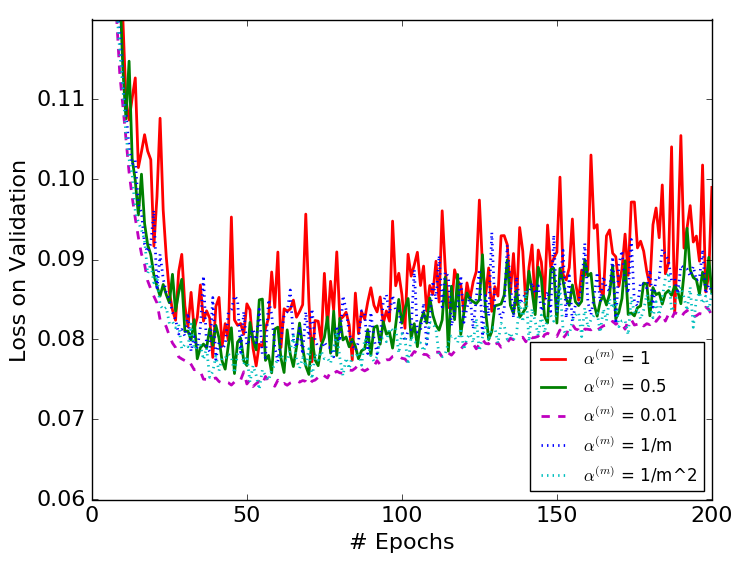 Loss on Validation
0.11
0.10
0.09
0.08
0.07
0.06
0 50 100 150 200
# Epochs
α^(m) = 1
α^(m) = 0.5
α^(m) = 0.01
α^(m) = 1/m
α^(m) = 1/m^2